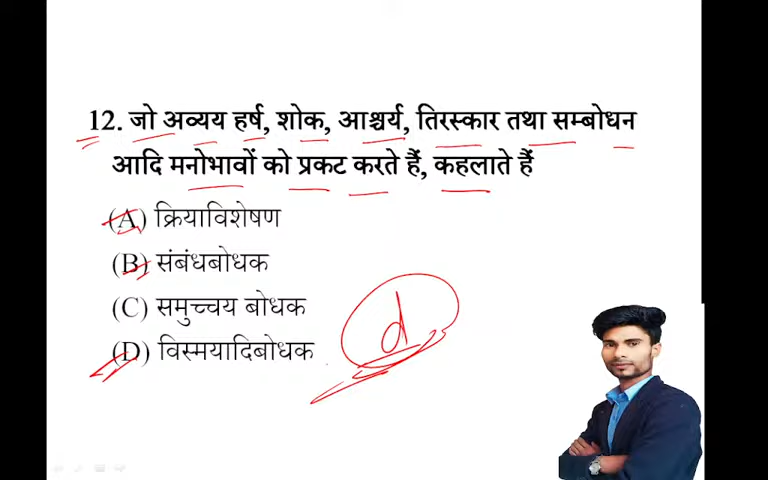 12. जो अव्यय हर्ष, शोक, आश्चर्य, तिरस्कार तथा सम्बोधन
आदि मनोभावों को प्रकट करते हैं, कहलाते हैं
(A) क्रियाविशेषण
(B) संबंधबोधक
(C) समुच्चय बोधक
(D) विस्मयादिबोधक
d